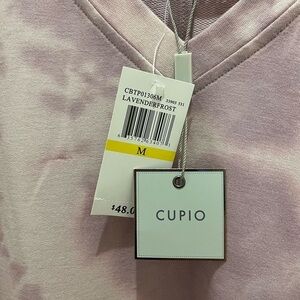 CBTP01306M
LAVENDERFROST
M
$48.0
CUPIO